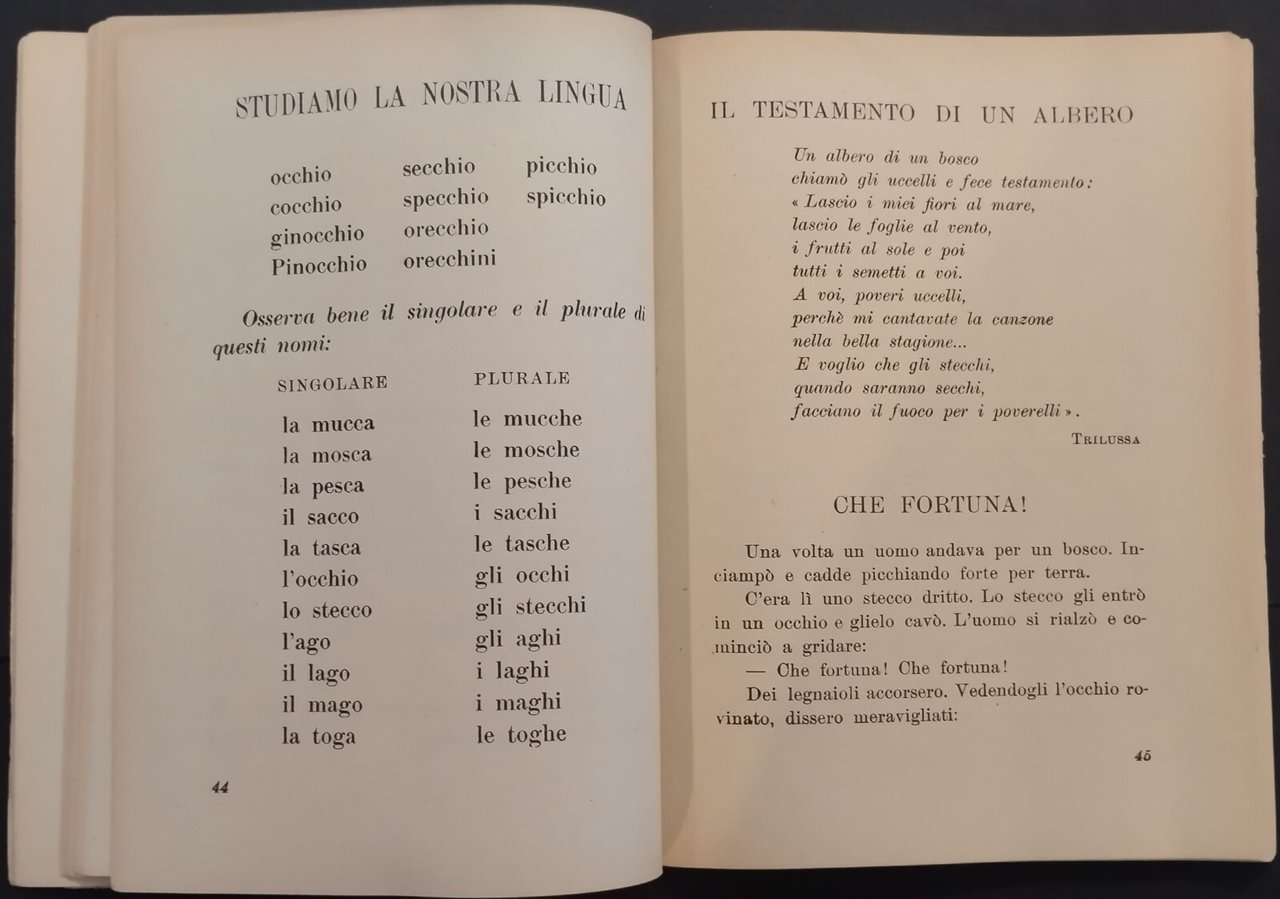 STUDIAMO LA NOSTRA LINGUA
occhio secchio picchio
cocchio specchio spicchio
ginocchio orecchio
Pinocchio orecchini
Osserva bene il singolare e il plurale di
questi nomi:
SINGOLARE PLURALE
la mucca le mucche
la mosca le mosche
la pesca le pesche
il sacco i sacchi
la tasca le tasche
l'occhio gli occhi
lo stecco gli stecchi
l'ago gli aghi
il lago i laghi
il mago i maghi
la toga le toghe
44
IL TESTAMENTO DI UN ALBERO
Un albero di un bosco
chiamò gli uccelli e fece testamento:
« Lascio i miei fiori al mare,
lascio le foglie al vento,
i frutti al sole e poi
tutti i semetti a voi.
A voi, poveri uccelli,
perchè mi cantavate la canzone
nella bella stagione...
E voglio che gli stecchi,
quando saranno secchi,
facciano il fuoco per i poverelli ».
TRILUSSA
CHE FORTUNA!
Una volta un uomo andava per un bosco. In-
ciampò e cadde picchiando forte per terra.
C'era lì uno stecco dritto. Lo stecco gli entrò
in un occhio e glielo cavò. L'uomo si rialzò e co-
minciò a gridare:
— Che fortuna! Che fortuna!
Dei legnaioli accorsero. Vedendogli l'occhio ro-
vinato, dissero meravigliati:
45